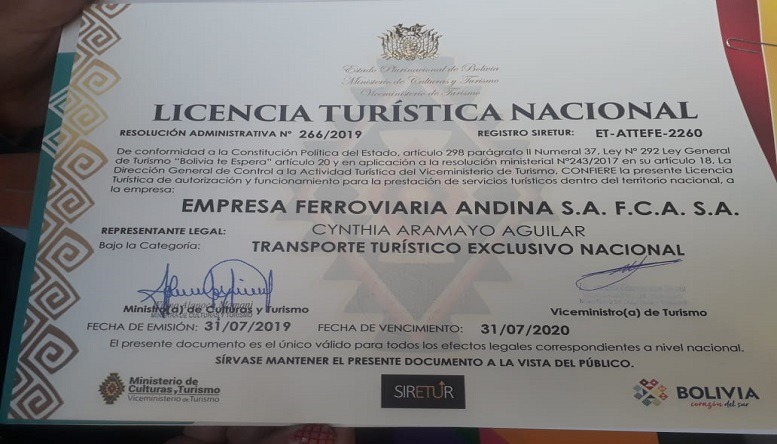 Estado Plurinacional de Bolivia
Ministerio de Culturas y Turismo
Viceministerio de Turismo
LICENCIA TURÍSTICA NACIONAL
RESOLUCIÓN ADMINISTRATIVA Nº 266/2019 REGISTRO SIRETUR: ET-ATTEFE-2260
De conformidad a la Constitución Política del Estado, artículo 298 parágrafo II Numeral 37, Ley Nº 292 Ley General
de Turismo "Bolivia te Espera" artículo 20 y en aplicación a la resolución ministerial Nº243/2017 en su artículo 18, La
Dirección General de Control a la Actividad Turística del Viceministerio de Turismo, CONFIERE la presente Licencia
Turística de autorización y funcionamiento para la prestación de servicios turísticos dentro del territorio nacional, a
la empresa:
EMPRESA FERROVIARIA ANDINA S.A. F.C.A. S.A.
REPRESENTANTE LEGAL: CYNTHIA ARAMAYO AGUILAR
Bajo la Categoría: TRANSPORTE TURÍSTICO EXCLUSIVO NACIONAL
Ministro(a) de Culturas y Turismo Viceministro(a) de Turismo
MINISTRA DE CULTURAS Y TURISMO
FECHA DE EMISIÓN: 31/07/2019 FECHA DE VENCIMIENTO: 31/07/2020
El presente documento es el único válido para todos los efectos legales correspondientes a nivel nacional.
SÍRVASE MANTENER EL PRESENTE DOCUMENTO A LA VISTA DEL PÚBLICO.
Ministerio de
Culturas y Turismo
Viceministerio de Turismo
SIRETUR
BOLIVIA
corazón del sur